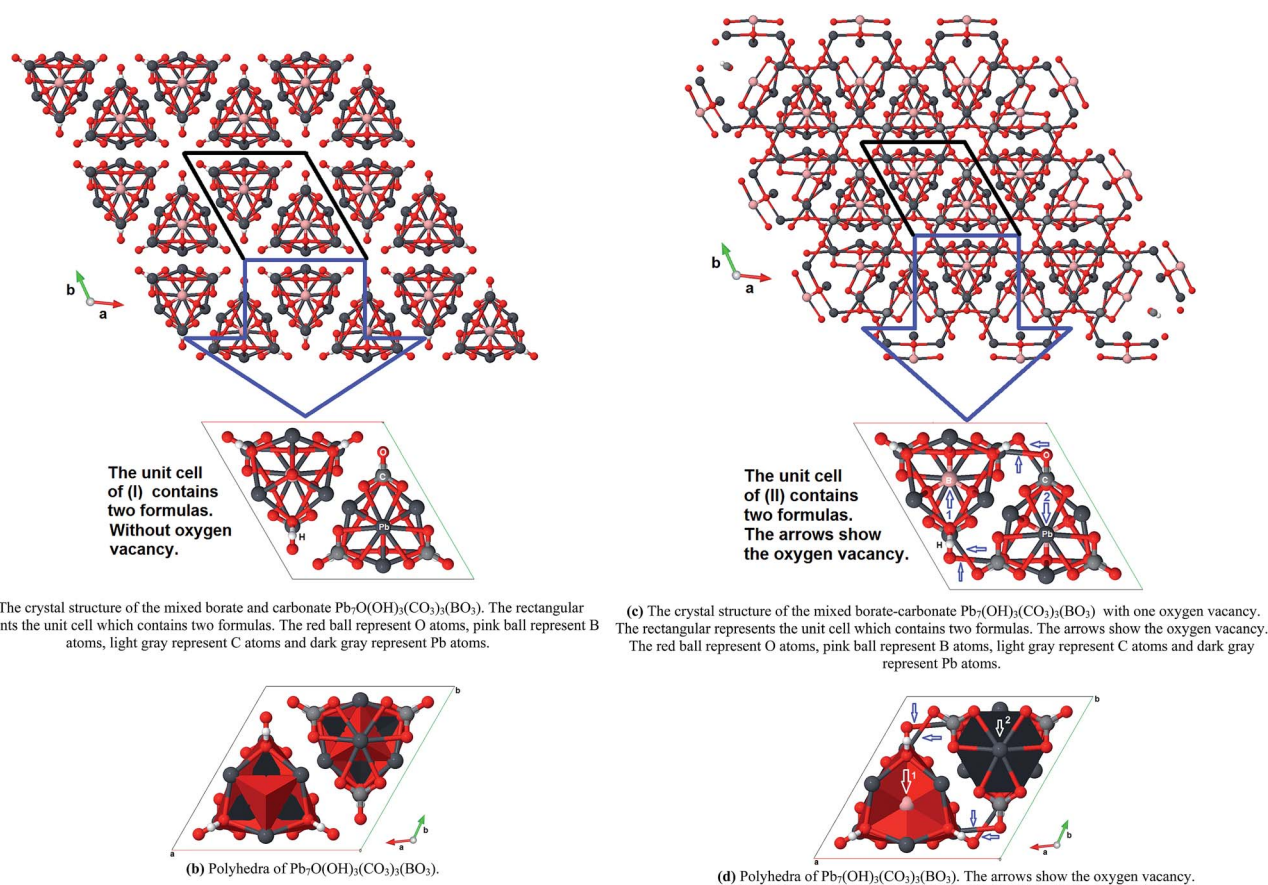 b
a
The unit cell
of (I) contains
two formulas.
Without oxygen
vacancy.
O
C
Pb
H
The crystal structure of the mixed borate and carbonate Pb₇O(OH)₃(CO₃)₃(BO₃). The rectangular
nts the unit cell which contains two formulas. The red ball represent O atoms, pink ball represent B
atoms, light gray represent C atoms and dark gray represent Pb atoms.
b
a
b
a
(b) Polyhedra of Pb₇O(OH)₃(CO₃)₃(BO₃).
b
a
The unit cell
of (II) contains
two formulas.
The arrows show
the oxygen vacancy.
O
B
C
1
2
Pb
H
(c) The crystal structure of the mixed borate-carbonate Pb₇(OH)₃(CO₃)₃(BO₃) with one oxygen vacancy.
The rectangular represents the unit cell which contains two formulas. The arrows show the oxygen vacancy.
The red ball represent O atoms, pink ball represent B atoms, light gray represent C atoms and dark gray
represent Pb atoms.
b
2
1
b
a
a
(d) Polyhedra of Pb₇(OH)₃(CO₃)₃(BO₃). The arrows show the oxygen vacancy.